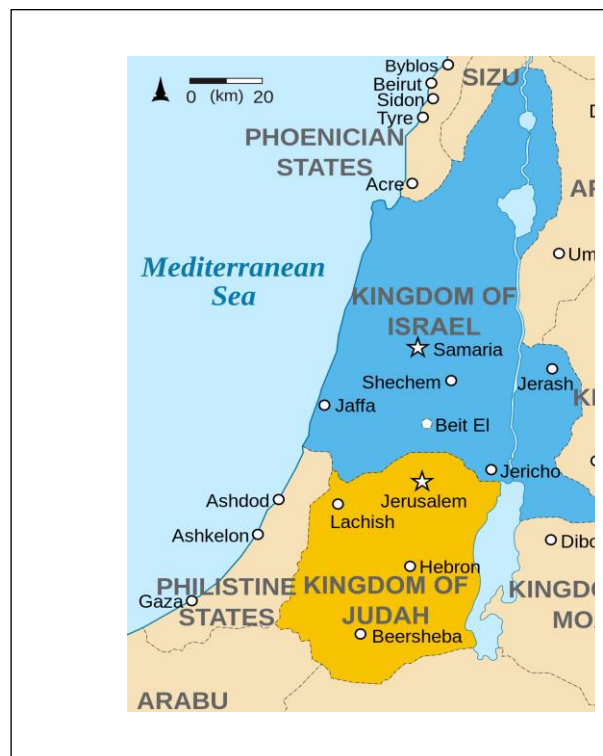 Byblos
Beirut
Sidon
Tyre
SIZU
0 (km) 20
PHOENICIAN
STATES
Acre
Mediterranean
Sea
KINGDOM OF
ISRAEL
Samaria
Shechem
Jerash
Jaffa
Beit El
Jericho
Jerusalem
Ashdod
Lachish
Ashkelon
Hebron
PHILISTINE
STATES
Gaza
KINGDOM OF
JUDAH
Beersheba
ARABU